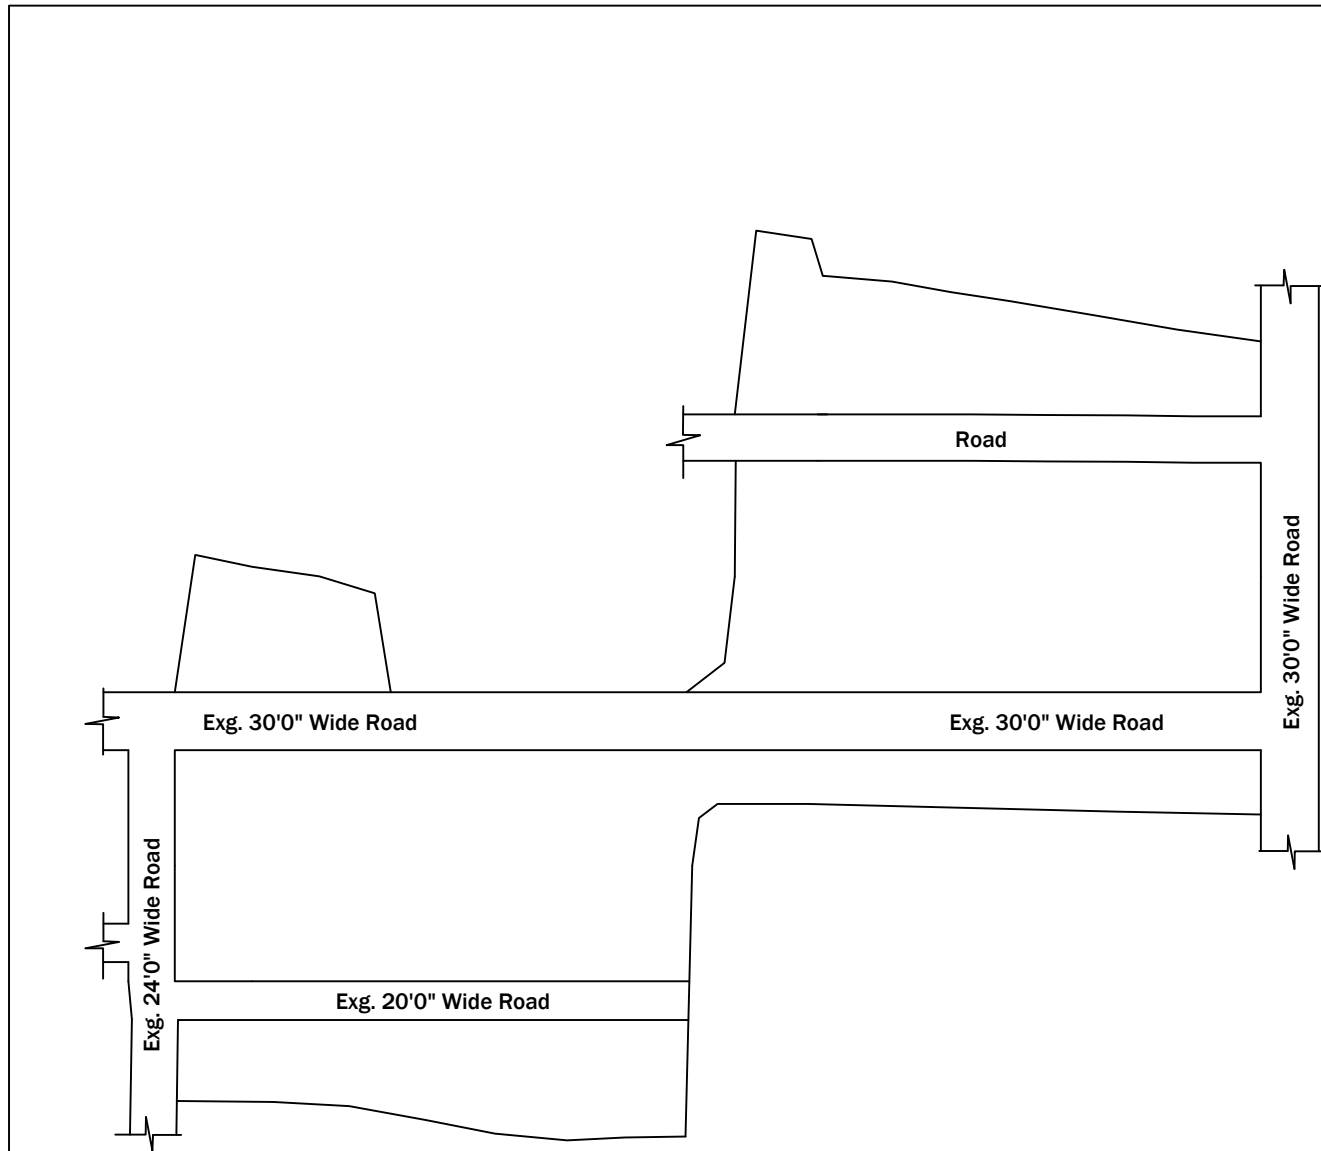 Road
Exg. 30'0" Wide Road
Exg. 30'0" Wide Road
Exg. 30'0" Wide Road
Exg. 24'0" Wide Road
Exg. 20'0" Wide Road